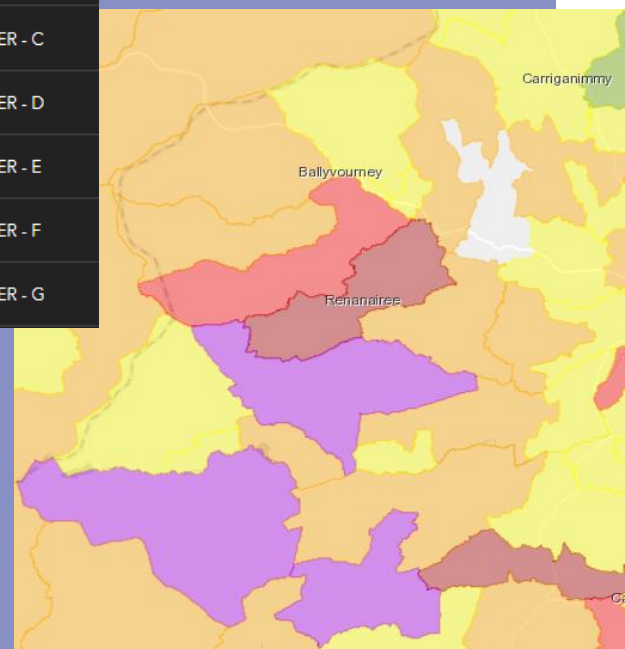 ER - C
ER - D
ER - E
ER - F
ER - G
Carriganimmy
Ballyvourney
Renanairee